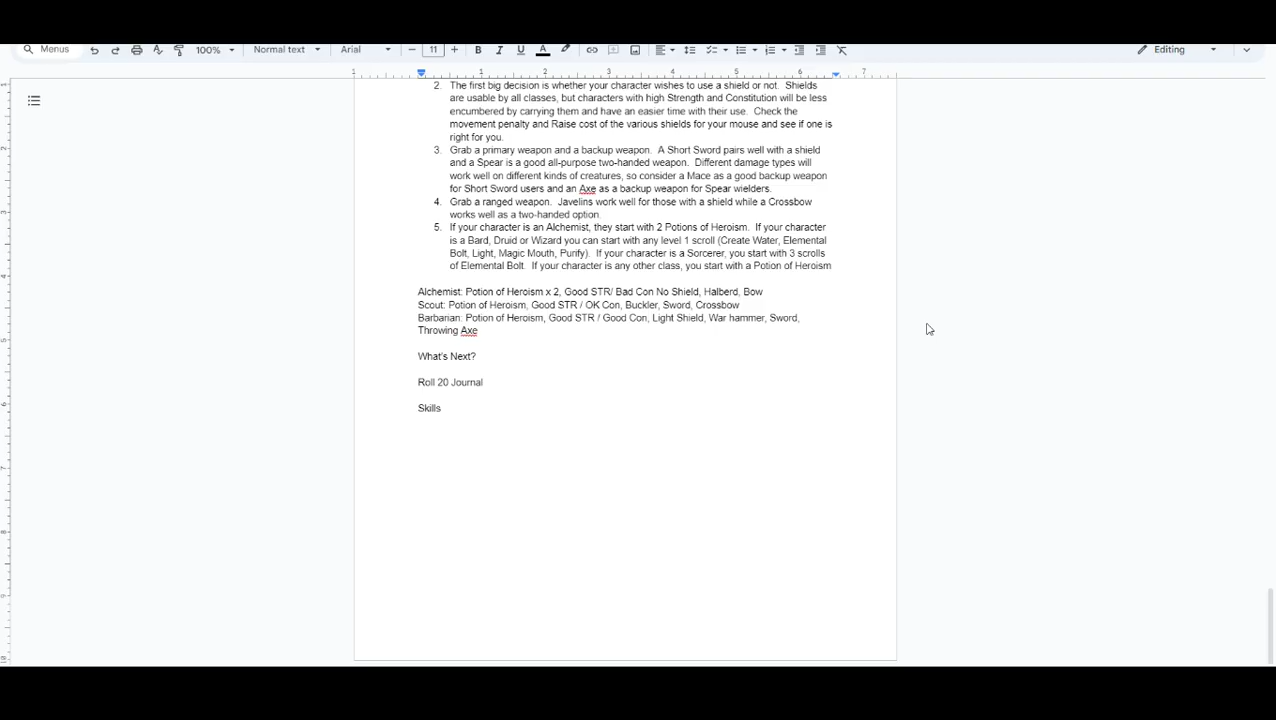 Menus 100% Normal text Arial 11 B I U A Editing
1 1 2 3 4 5 6 7
2. The first big decision is whether your character wishes to use a shield or not. Shields
are usable by all classes, but characters with high Strength and Constitution will be less
encumbered by carrying them and have an easier time with their use. Check the
movement penalty and Raise cost of the various shields for your mouse and see if one is
right for you.
3. Grab a primary weapon and a backup weapon. A Short Sword pairs well with a shield
and a Spear is a good all-purpose two-handed weapon. Different damage types will
work well on different kinds of creatures, so consider a Mace as a good backup weapon
for Short Sword users and an Axe as a backup weapon for Spear wielders.
4. Grab a ranged weapon. Javelins work well for those with a shield while a Crossbow
works well as a two-handed option.
5. If your character is an Alchemist, they start with 2 Potions of Heroism. If your character
is a Bard, Druid or Wizard you can start with any level 1 scroll (Create Water, Elemental
Bolt, Light, Magic Mouth, Purify). If your character is a Sorcerer, you start with 3 scrolls
of Elemental Bolt. If your character is any other class, you start with a Potion of Heroism
Alchemist: Potion of Heroism x 2, Good STR/ Bad Con No Shield, Halberd, Bow
Scout: Potion of Heroism, Good STR / OK Con, Buckler, Sword, Crossbow
Barbarian: Potion of Heroism, Good STR / Good Con, Light Shield, War hammer, Sword,
Throwing Axe
What's Next?
Roll 20 Journal
Skills